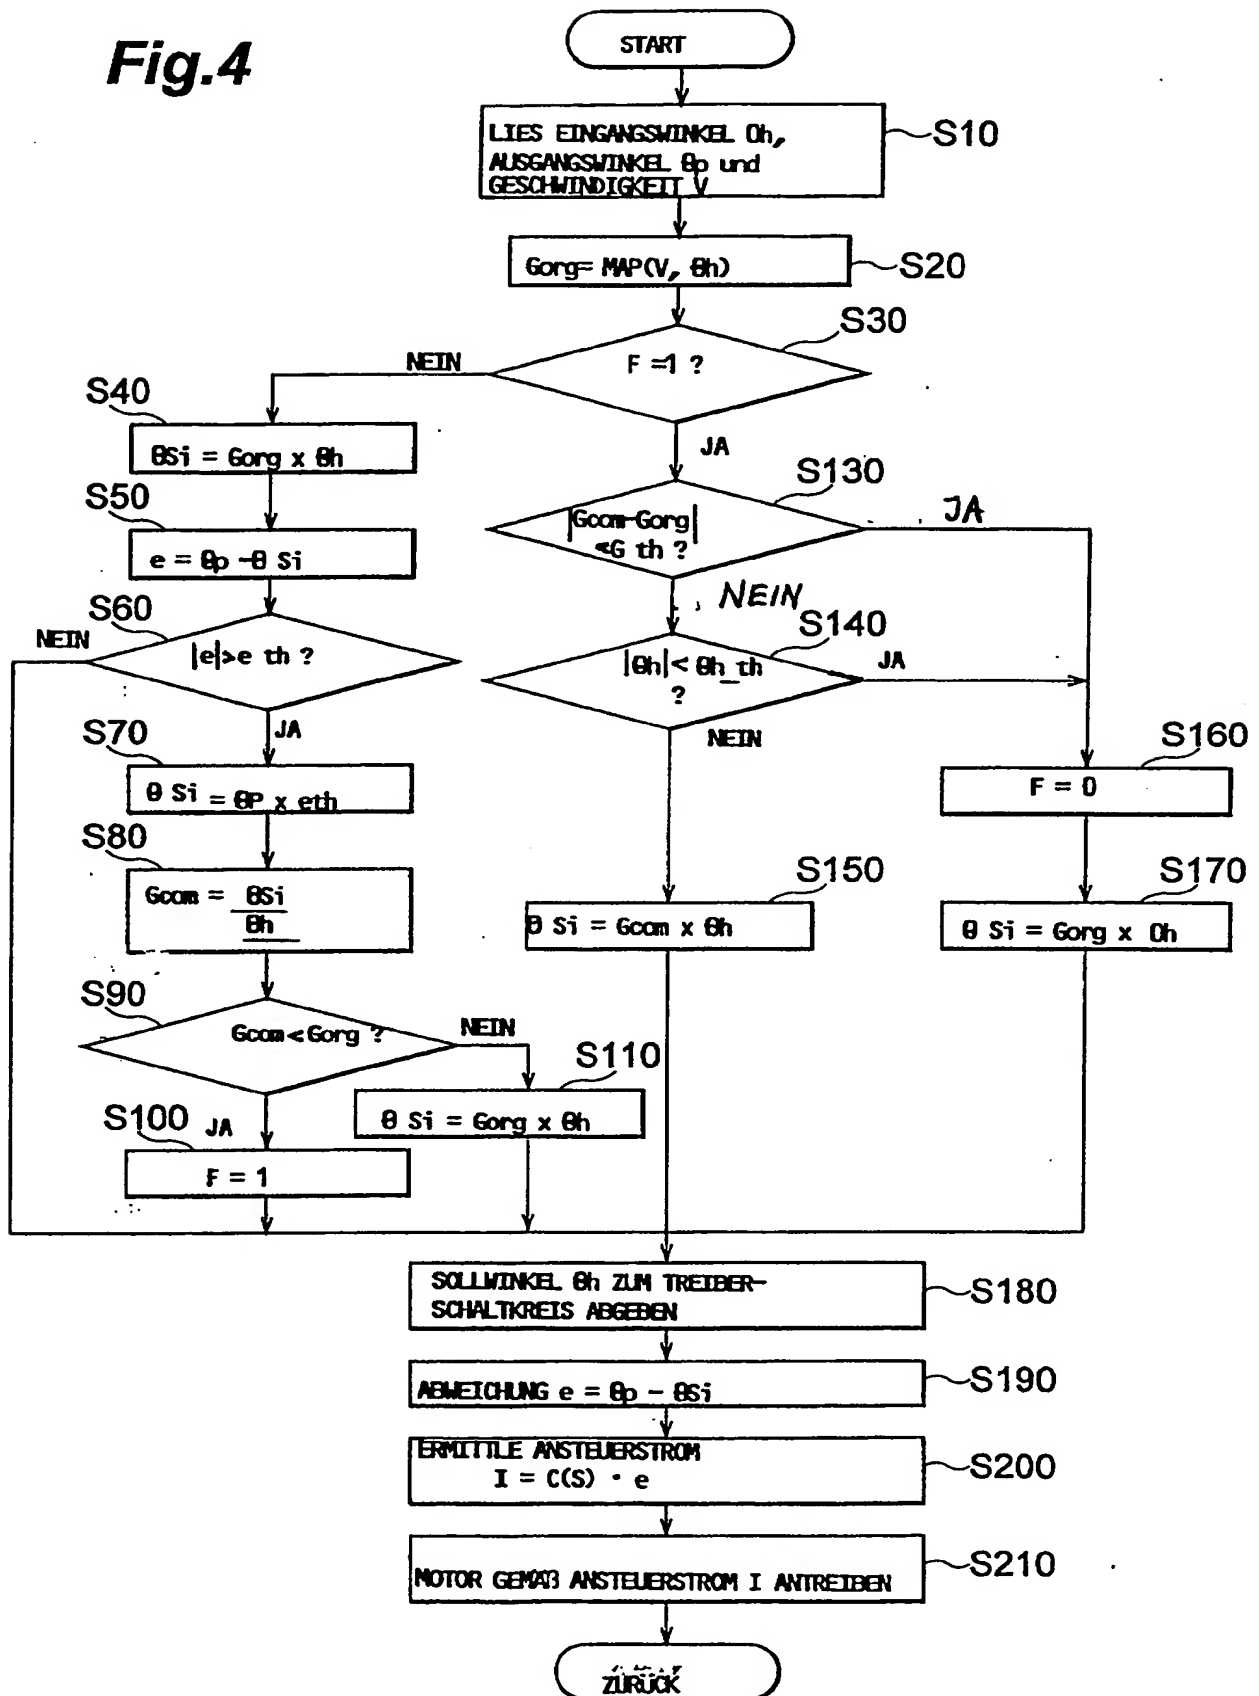 Fig.4
START
LIES EINGANGSWINKEL Θh,
AUSGANGSWINKEL Θp und
GESCHWINDIGKEIT V
S10
Gorg= MAP(V, Θh)
S20
F =1 ?
S30
NEIN
JA
S40
ΘSi = Gorg x Θh
S50
e = Θp -Θ Si
S60
|e|>e th ?
NEIN
JA
S70
Θ Si = ΘP x eth
S80
Gcom = ΘSi
Θh
S90
Gcom< Gorg ?
NEIN
JA
S100
F = 1
S110
Θ Si = Gorg x Θh
S130
|Gcom-Gorg|
<G th ?
JA
NEIN
S140
|Θh|< Θh_th
?
JA
NEIN
S150
Θ Si = Gcom x Θh
S160
F = 0
S170
Θ Si = Gorg x Θh
SOLLWINKEL Θh ZUM TREIBER-
SCHALTKREIS ABGEBEN
S180
ABWEICHUNG e = Θp - ΘSi
S190
ERMITTLE ANSTEUERSTROM
I = C(S) · e
S200
MOTOR GEMÄß ANSTEUERSTROM I ANTREIBEN
S210
ZURÜCK